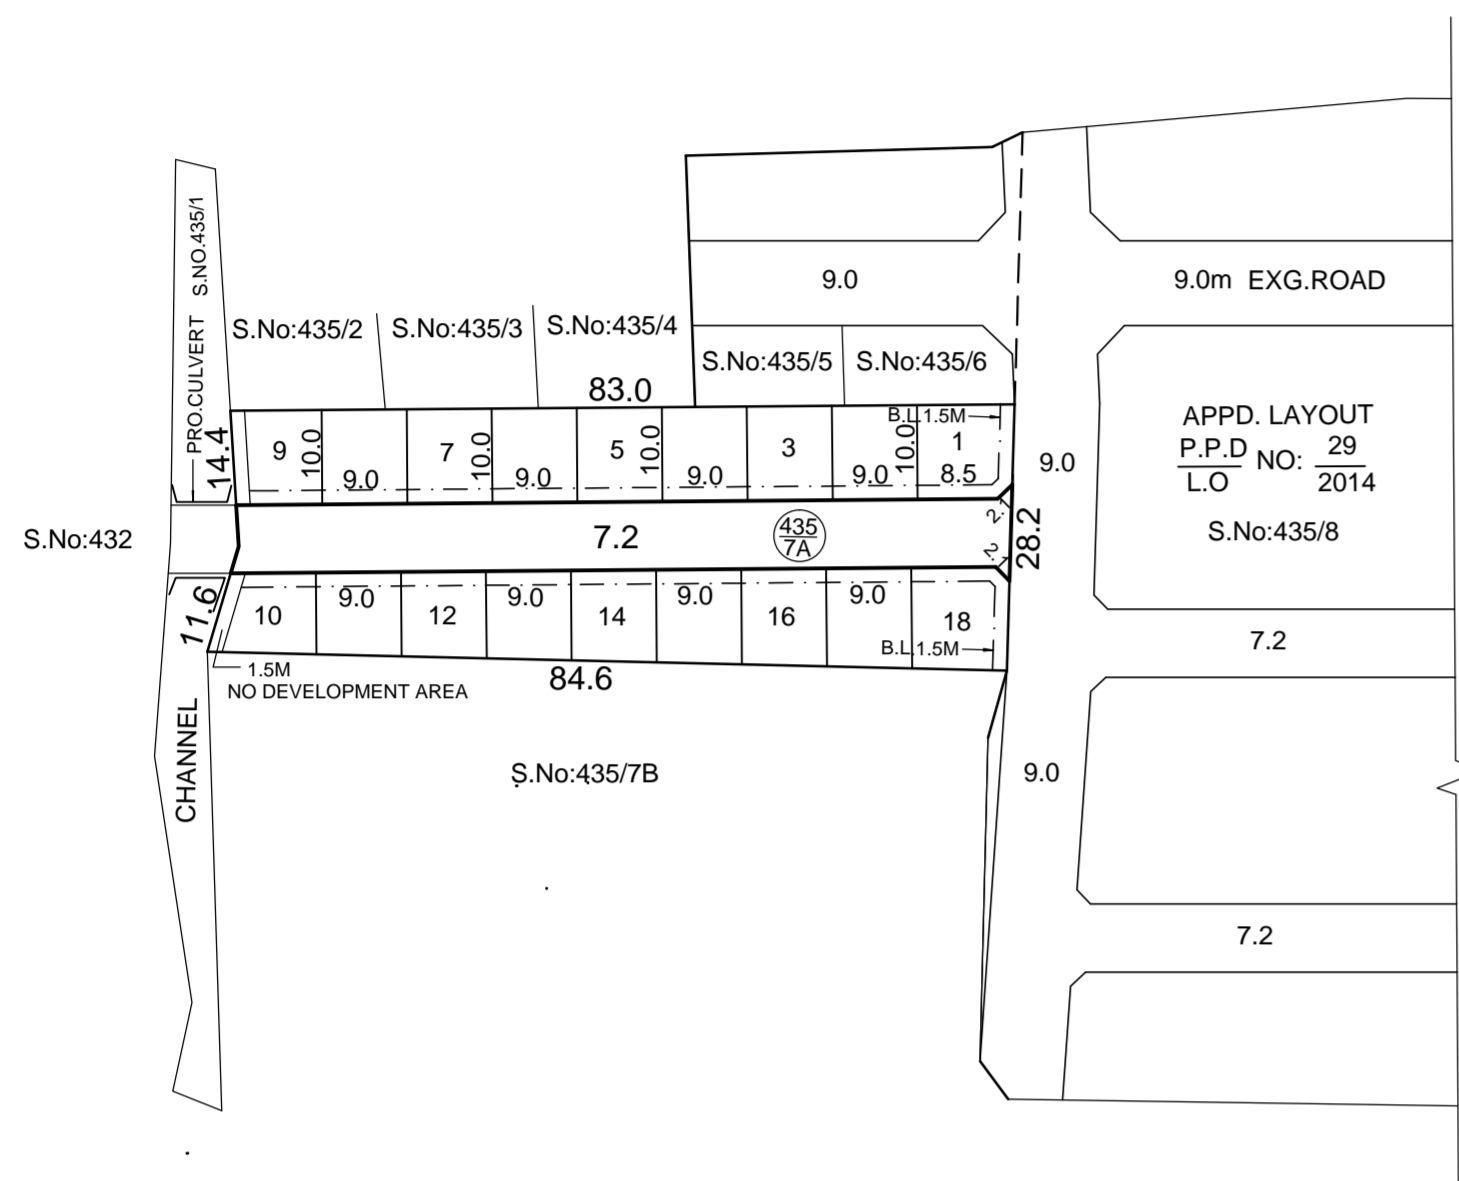 S.NO.435/1
PRO.CULVERT
9.0
9.0m EXG.ROAD
S.No:435/2
S.No:435/3
S.No:435/4
S.No:435/5
S.No:435/6
83.0
B.L.1.5M
14.4
9
10.0
9.0
7
10.0
9.0
5
10.0
9.0
3
9.0
10.0
1
8.5
9.0
APPD. LAYOUT
P.P.D
L.O
NO:
29
2014
S.No:435/8
S.No:432
7.2
435
7A
2.1
2.1
28.2
11.6
10
9.0
12
9.0
14
9.0
16
9.0
18
B.L.1.5M
7.2
1.5M
NO DEVELOPMENT AREA
84.6
CHANNEL
S.No:435/7B
9.0
7.2